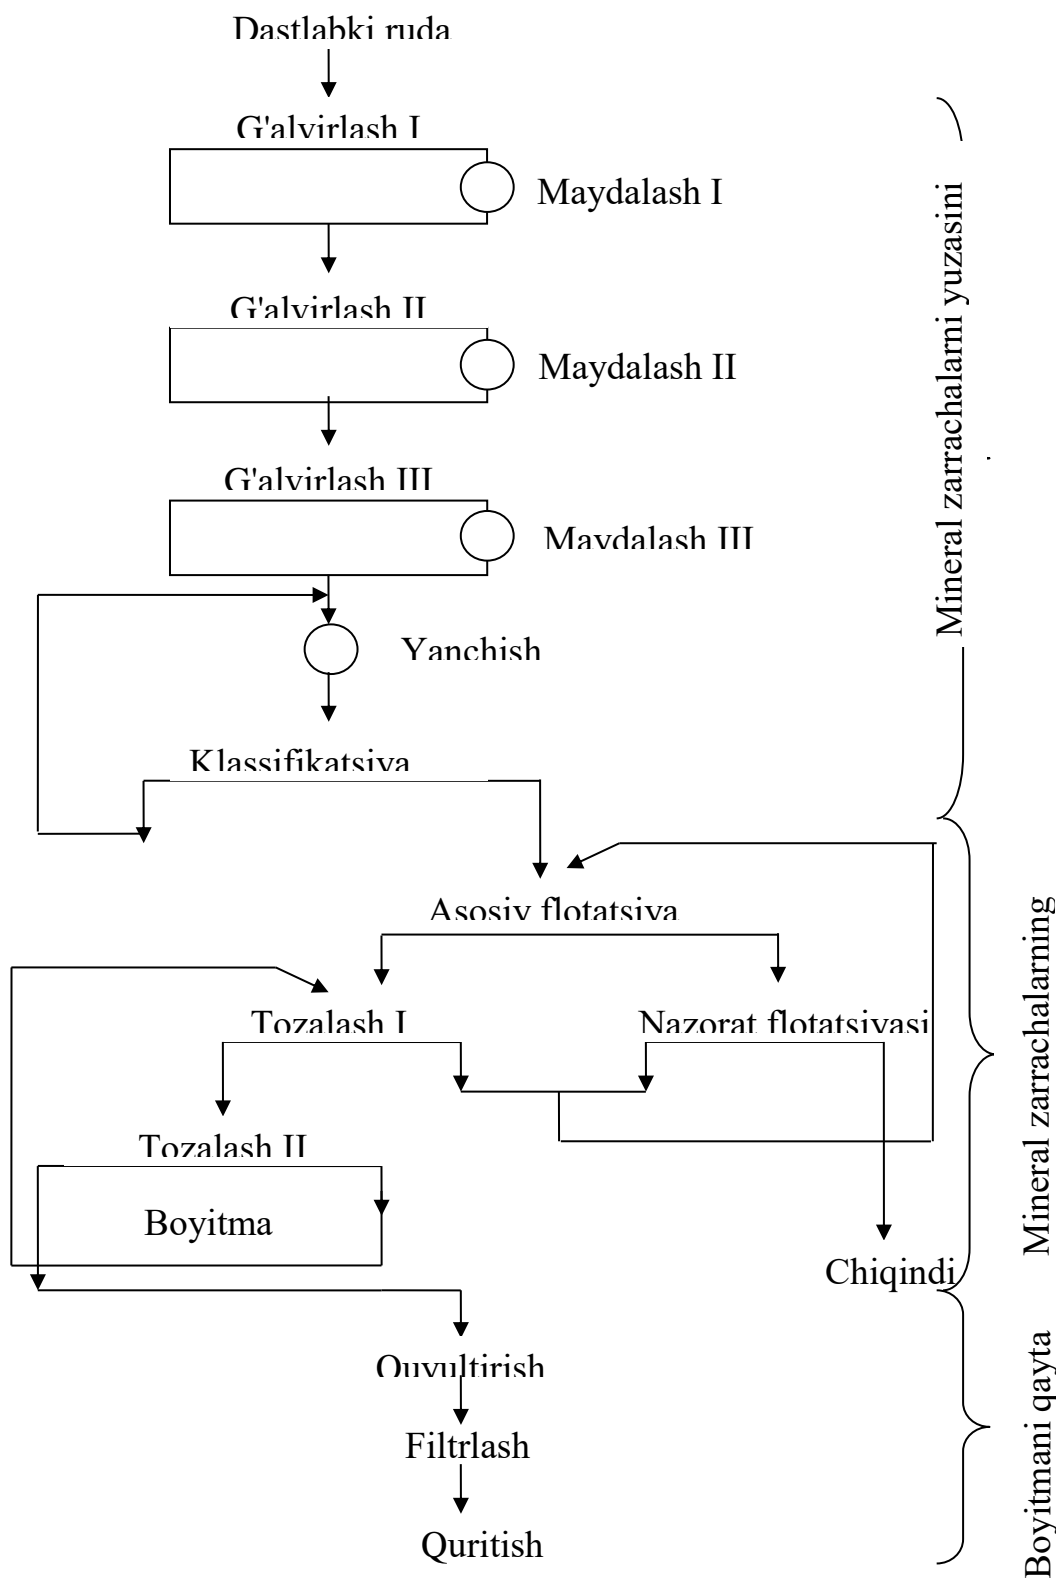 Dastlabki ruda
G'alvirlash I
Maydalash I
G'alvirlash II
Maydalash II
G'alvirlash III
Maydalash III
Yanchish
Klassifikatsiya
Asosiy flotatsiya
Tozalash I
Nazorat flotatsiyasi
Tozalash II
Boyitma
Chiqindi
Quyultirish
Filtrlash
Quritish
Mineral zarrachalarni yuzasini
Mineral zarrachalarning
Boyitmani qayta